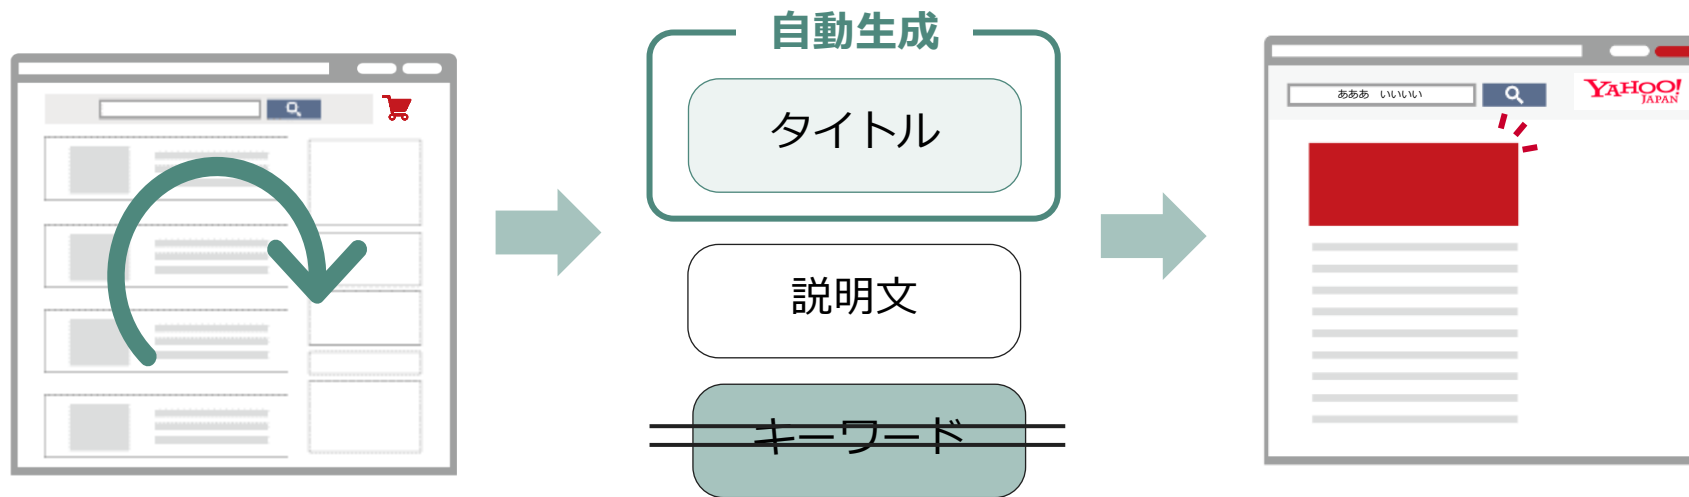 自動生成
タイトル
説明文
キーワード
あああ いいいい
YAHOO!
JAPAN